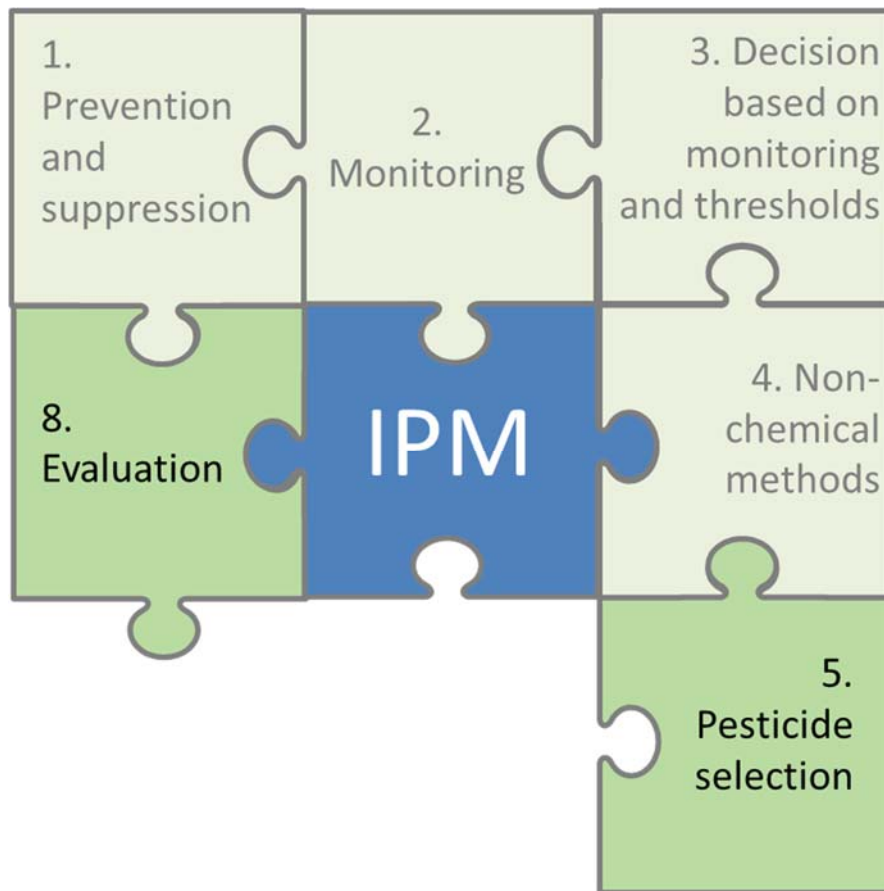 1.
Prevention
and
suppression
2.
Monitoring
3. Decision
based on
monitoring
and thresholds
8.
Evaluation
IPM
4. Non-
chemical
methods
5.
Pesticide
selection